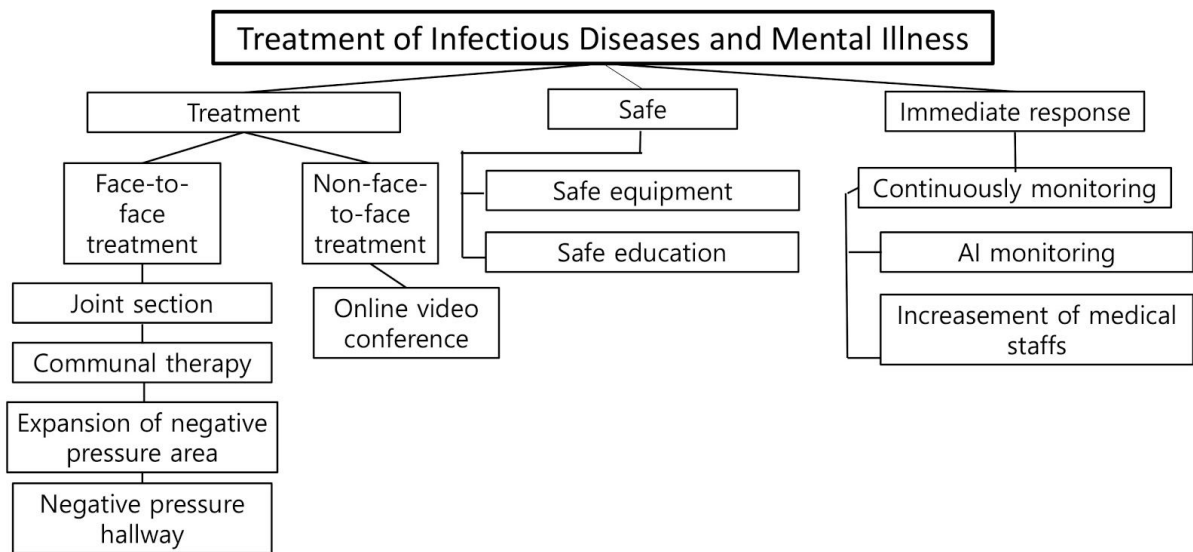 Treatment of Infectious Diseases and Mental Illness
Treatment
Safe
Immediate response
Face-to-
face
treatment
Non-face-
to-face
treatment
Safe equipment
Safe education
Continuously monitoring
AI monitoring
Increasement of medical
staffs
Joint section
Online video
conference
Communal therapy
Expansion of negative
pressure area
Negative pressure
hallway